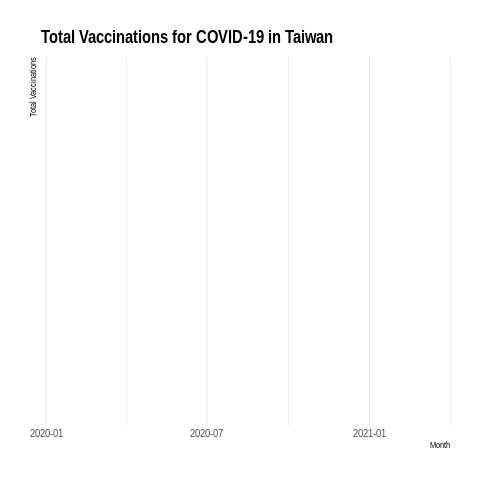 Total Vaccinations for COVID-19 in Taiwan
Total Vaccinations
2020-01 2020-07 2021-01
Month